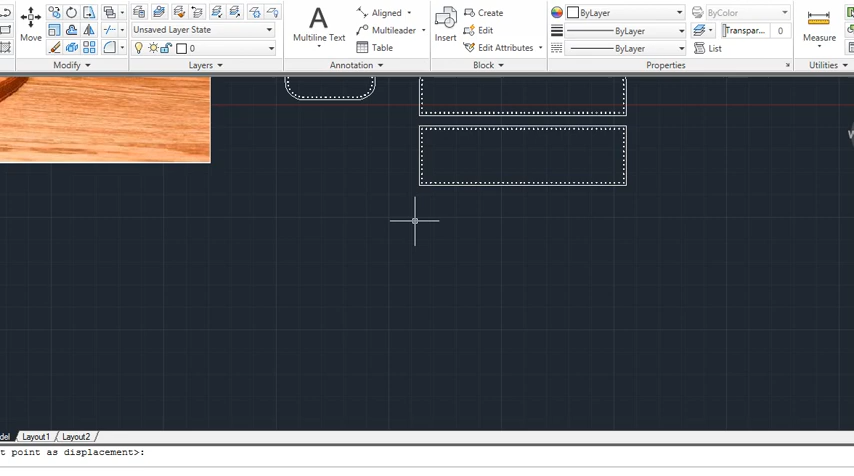 Move
Modify
Unsaved Layer State
0
Layers
A
Multiline Text
Aligned
Multileader
Table
Annotation
Insert
Create
Edit
Edit Attributes
Block
ByLayer
ByLayer
ByLayer
ByColor
Transpar... 0
List
Properties
Measure
Utilities
W
del Layout1 Layout2
t point as displacement>: